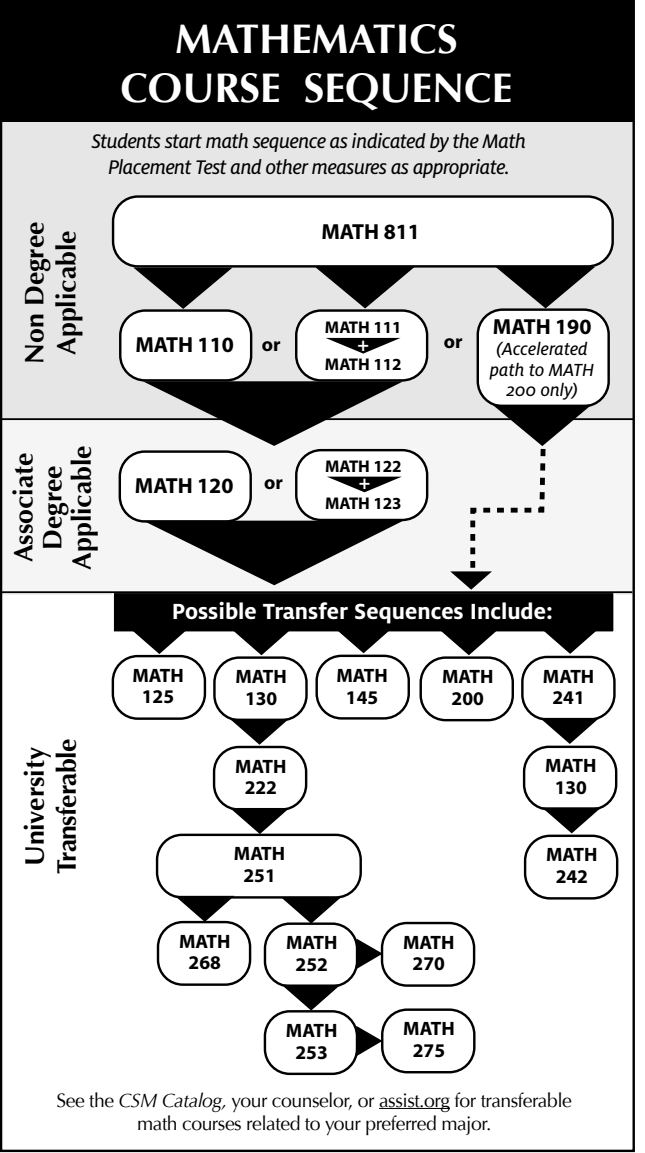 MATHEMATICS
COURSE SEQUENCE
Students start math sequence as indicated by the Math
Placement Test and other measures as appropriate.
Non Degree
Applicable
MATH 811
MATH 110
or
MATH 111
+
MATH 112
or
MATH 190
(Accelerated
path to MATH
200 only)
Associate
Degree
Applicable
MATH 120
or
MATH 122
+
MATH 123
University
Transferable
Possible Transfer Sequences Include:
MATH
125
MATH
130
MATH
145
MATH
200
MATH
241
MATH
222
MATH
130
MATH
251
MATH
242
MATH
268
MATH
252
MATH
270
MATH
253
MATH
275
See the CSM Catalog, your counselor, or assist.org for transferable
math courses related to your preferred major.